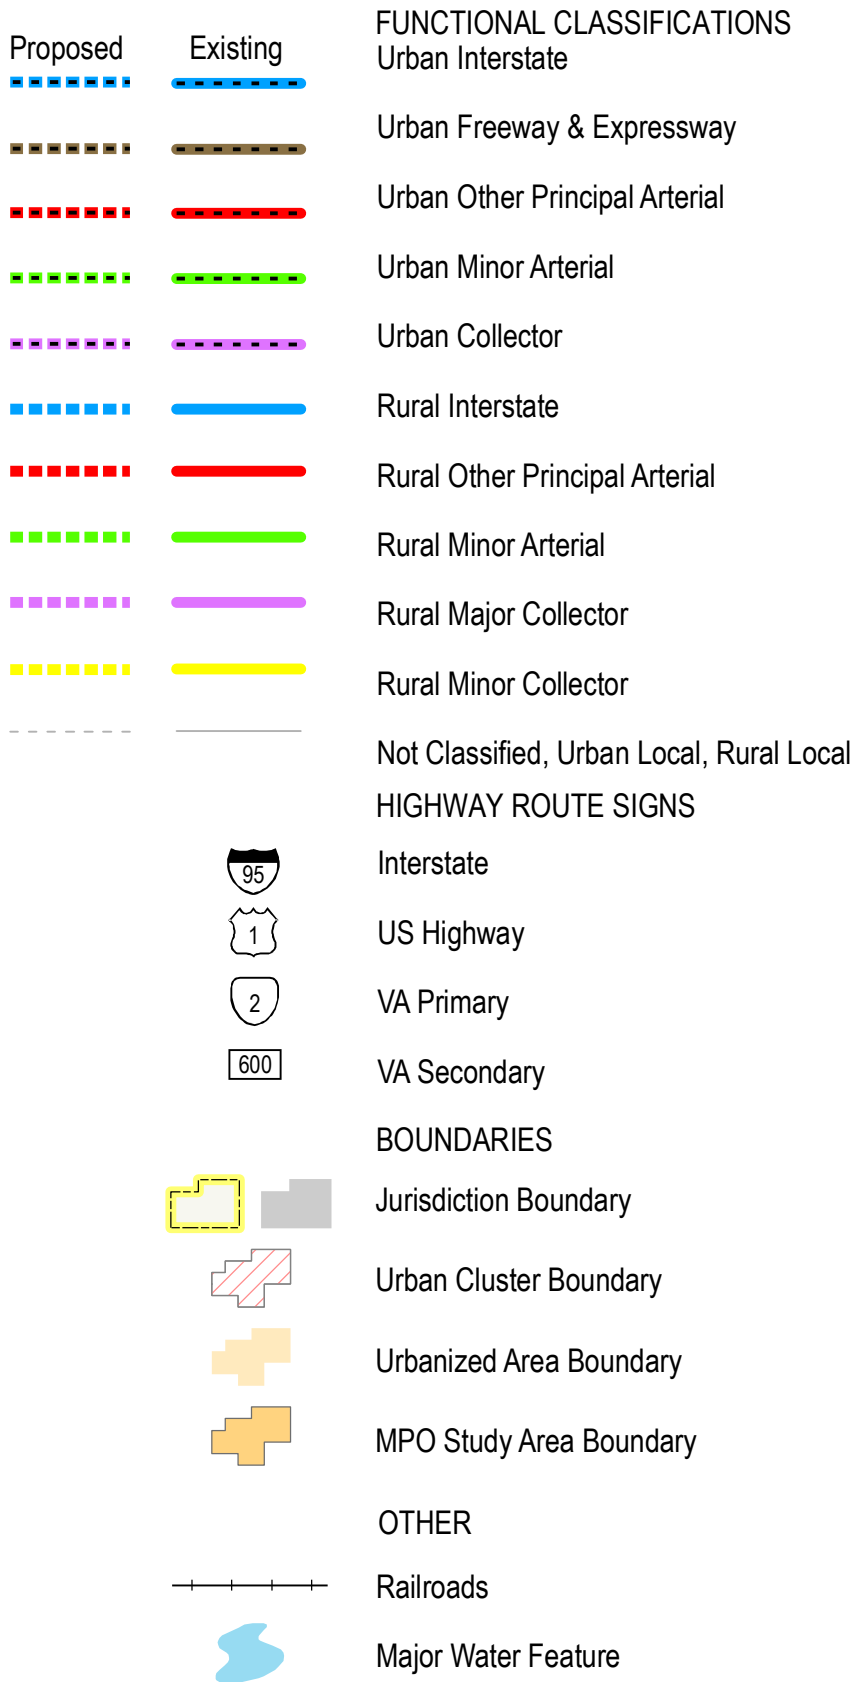 FUNCTIONAL CLASSIFICATIONS
Proposed Existing
Urban Interstate
Urban Freeway & Expressway
Urban Other Principal Arterial
Urban Minor Arterial
Urban Collector
Rural Interstate
Rural Other Principal Arterial
Rural Minor Arterial
Rural Major Collector
Rural Minor Collector
Not Classified, Urban Local, Rural Local
HIGHWAY ROUTE SIGNS
95 Interstate
1 US Highway
2 VA Primary
600 VA Secondary
BOUNDARIES
Jurisdiction Boundary
Urban Cluster Boundary
Urbanized Area Boundary
MPO Study Area Boundary
OTHER
Railroads
Major Water Feature